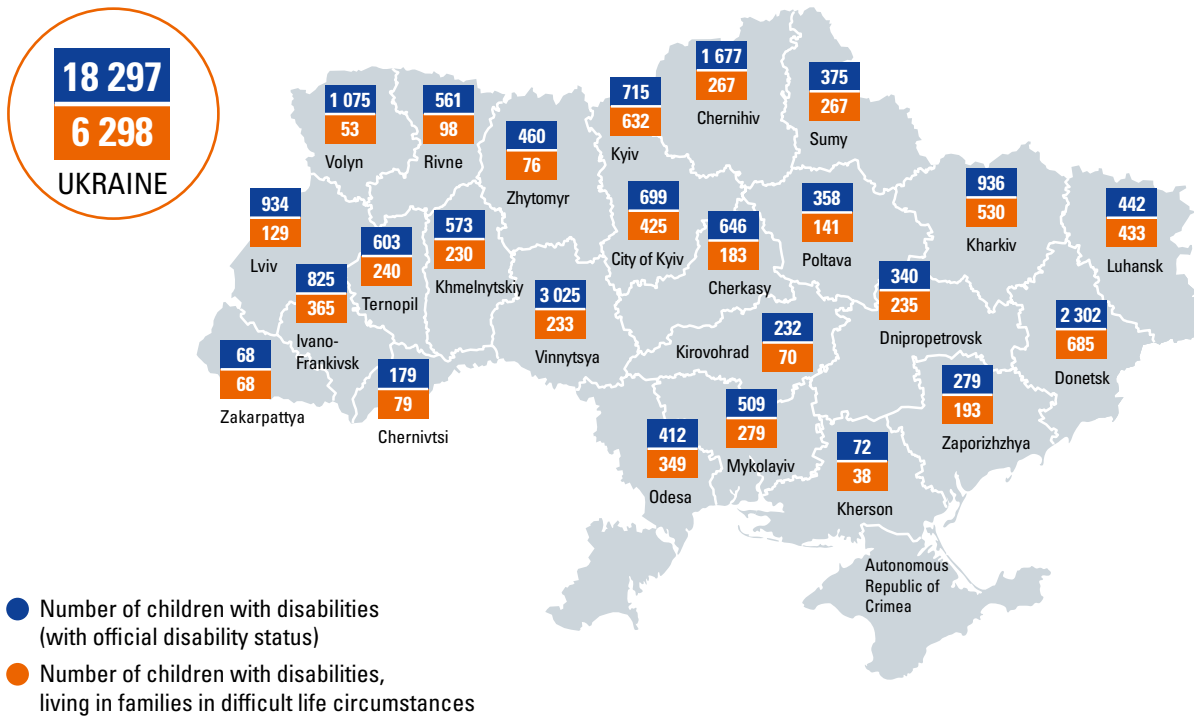 18 297
6 298
UKRAINE
1 075
53
Volyn
561
98
Rivne
460
76
Zhytomyr
715
632
Kyiv
1 677
267
Chernihiv
375
267
Sumy
934
129
Lviv
603
240
Ternopil
573
230
Khmelnytskiy
699
425
City of Kyiv
646
183
Cherkasy
358
141
Poltava
936
530
Kharkiv
442
433
Luhansk
825
365
Ivano-
Frankivsk
3 025
233
Vinnytsya
232
70
Kirovohrad
340
235
Dnipropetrovsk
2 302
685
Donetsk
68
68
Zakarpattya
179
79
Chernivtsi
412
349
Odesa
509
279
Mykolayiv
72
38
Kherson
279
193
Zaporizhzhya
Autonomous
Republic of
Crimea
Number of children with disabilities
(with official disability status)
Number of children with disabilities,
living in families in difficult life circumstances